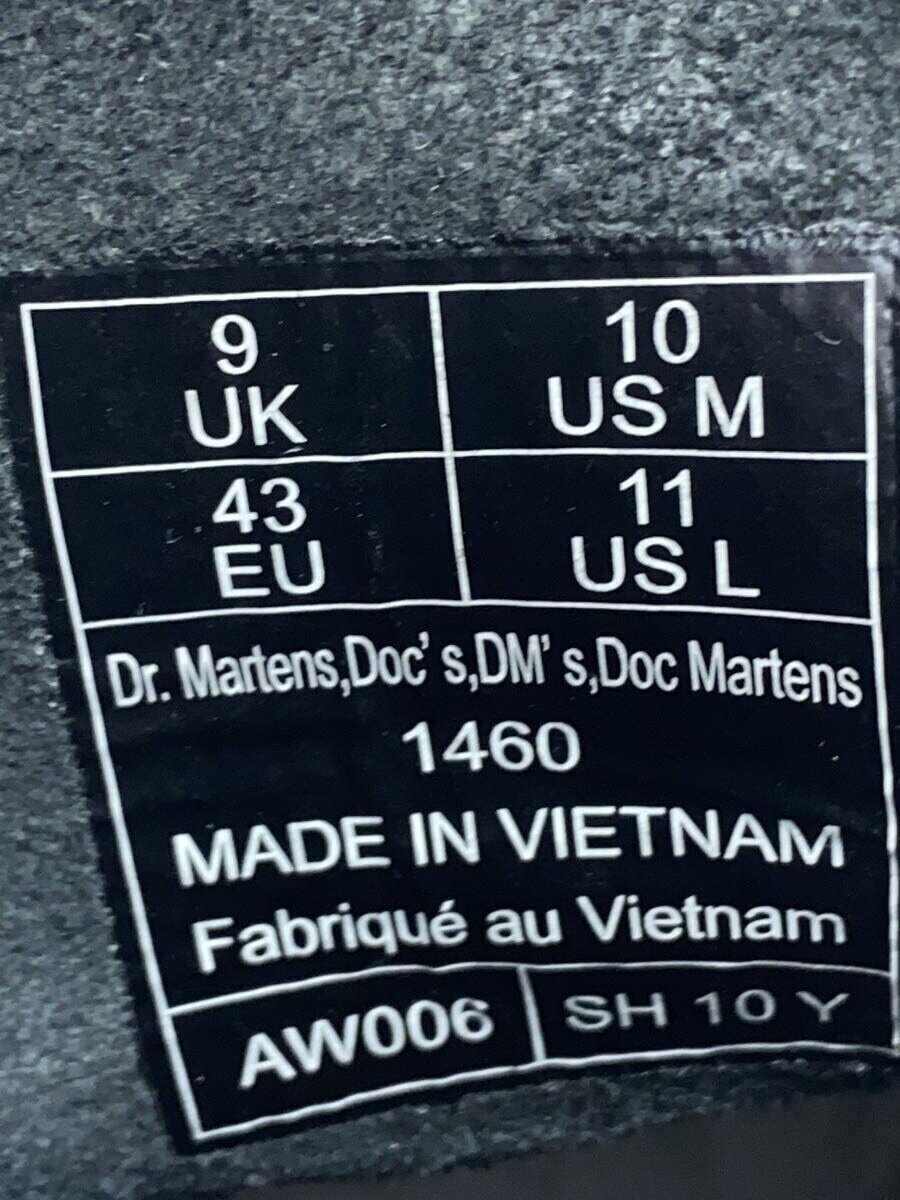 9
UK
10
US M
43
EU
11
US L
Dr. Martens,Doc's,DM's,Doc Martens
1460
MADE IN VIETNAM
Fabriqué au Vietnam
AW006
SH 10 Y